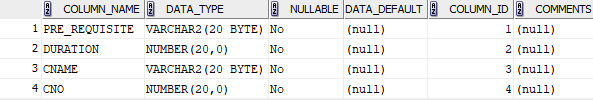 COLUMN_NAME DATA_TYPE NULLABLE DATA_DEFAULT COLUMN_ID COMMENTS
1 PRE_REQUISITE VARCHAR2(20 BYTE) No (null) 1 (null)
2 DURATION NUMBER(20,0) No (null) 2 (null)
3 CNAME VARCHAR2(20 BYTE) No (null) 3 (null)
4 CNO NUMBER(20,0) No (null) 4 (null)